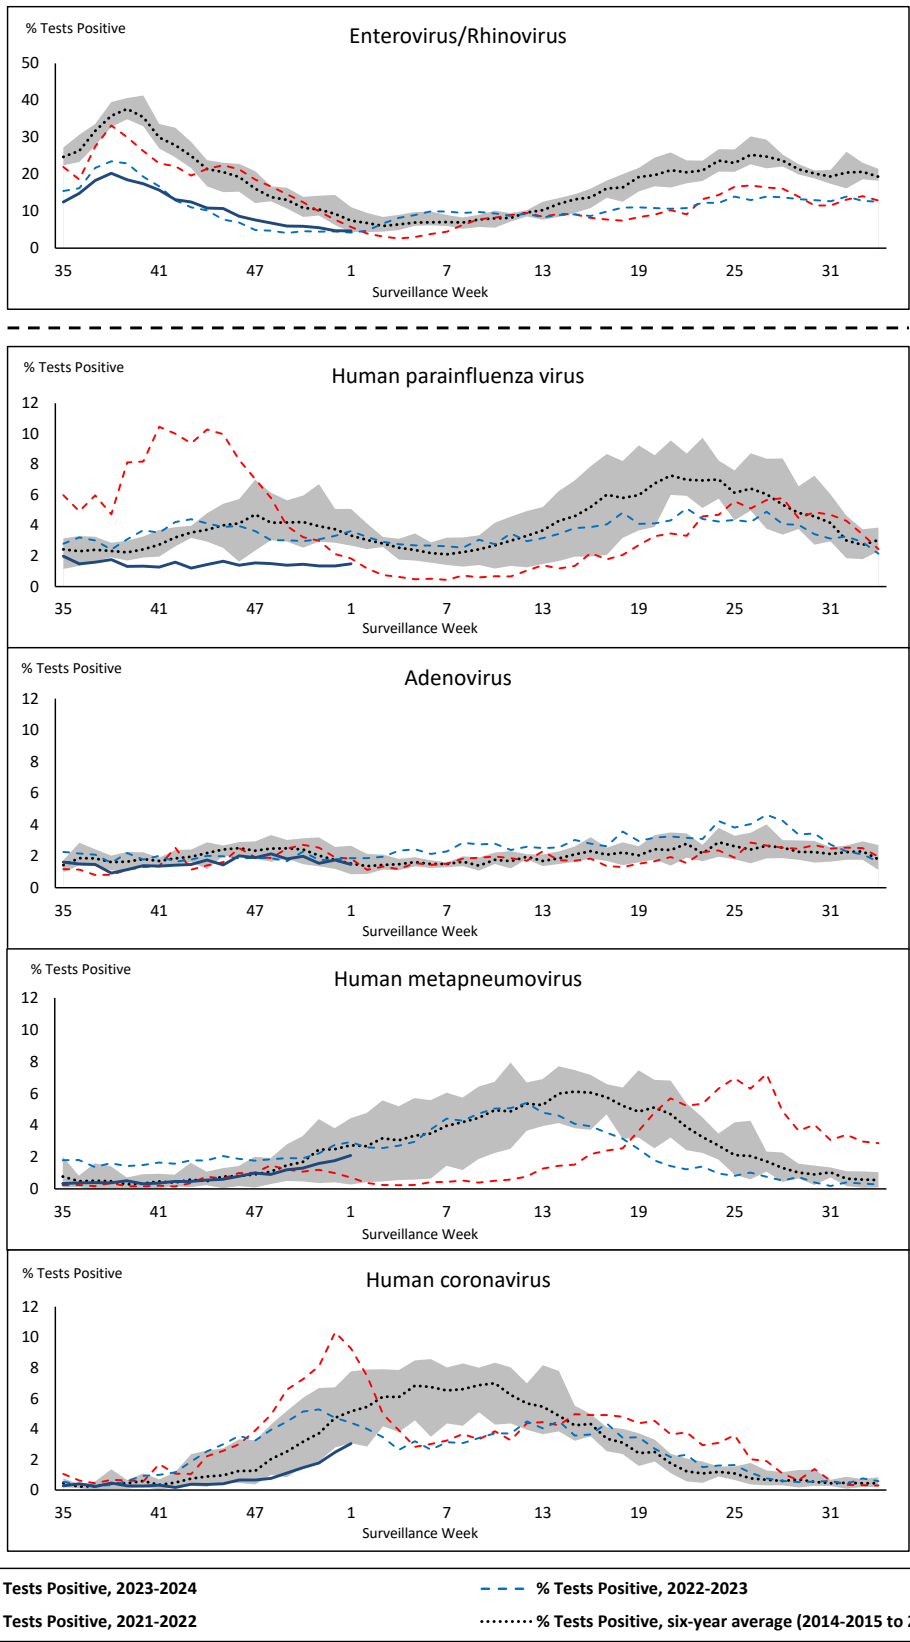 % Tests Positive
Enterovirus/Rhinovirus
50
40
30
20
10
0
35 41 47 1 7 13 19 25 31
Surveillance Week
% Tests Positive
Human parainfluenza virus
12
10
8
6
4
2
0
35 41 47 1 7 13 19 25 31
Surveillance Week
% Tests Positive
Adenovirus
12
10
8
6
4
2
0
35 41 47 1 7 13 19 25 31
Surveillance Week
% Tests Positive
Human metapneumovirus
12
10
8
6
4
2
0
35 41 47 1 7 13 19 25 31
Surveillance Week
% Tests Positive
Human coronavirus
12
10
8
6
4
2
0
35 41 47 1 7 13 19 25 31
Surveillance Week
Tests Positive, 2023-2024 % Tests Positive, 2022-2023
Tests Positive, 2021-2022 % Tests Positive, six-year average (2014-2015 to